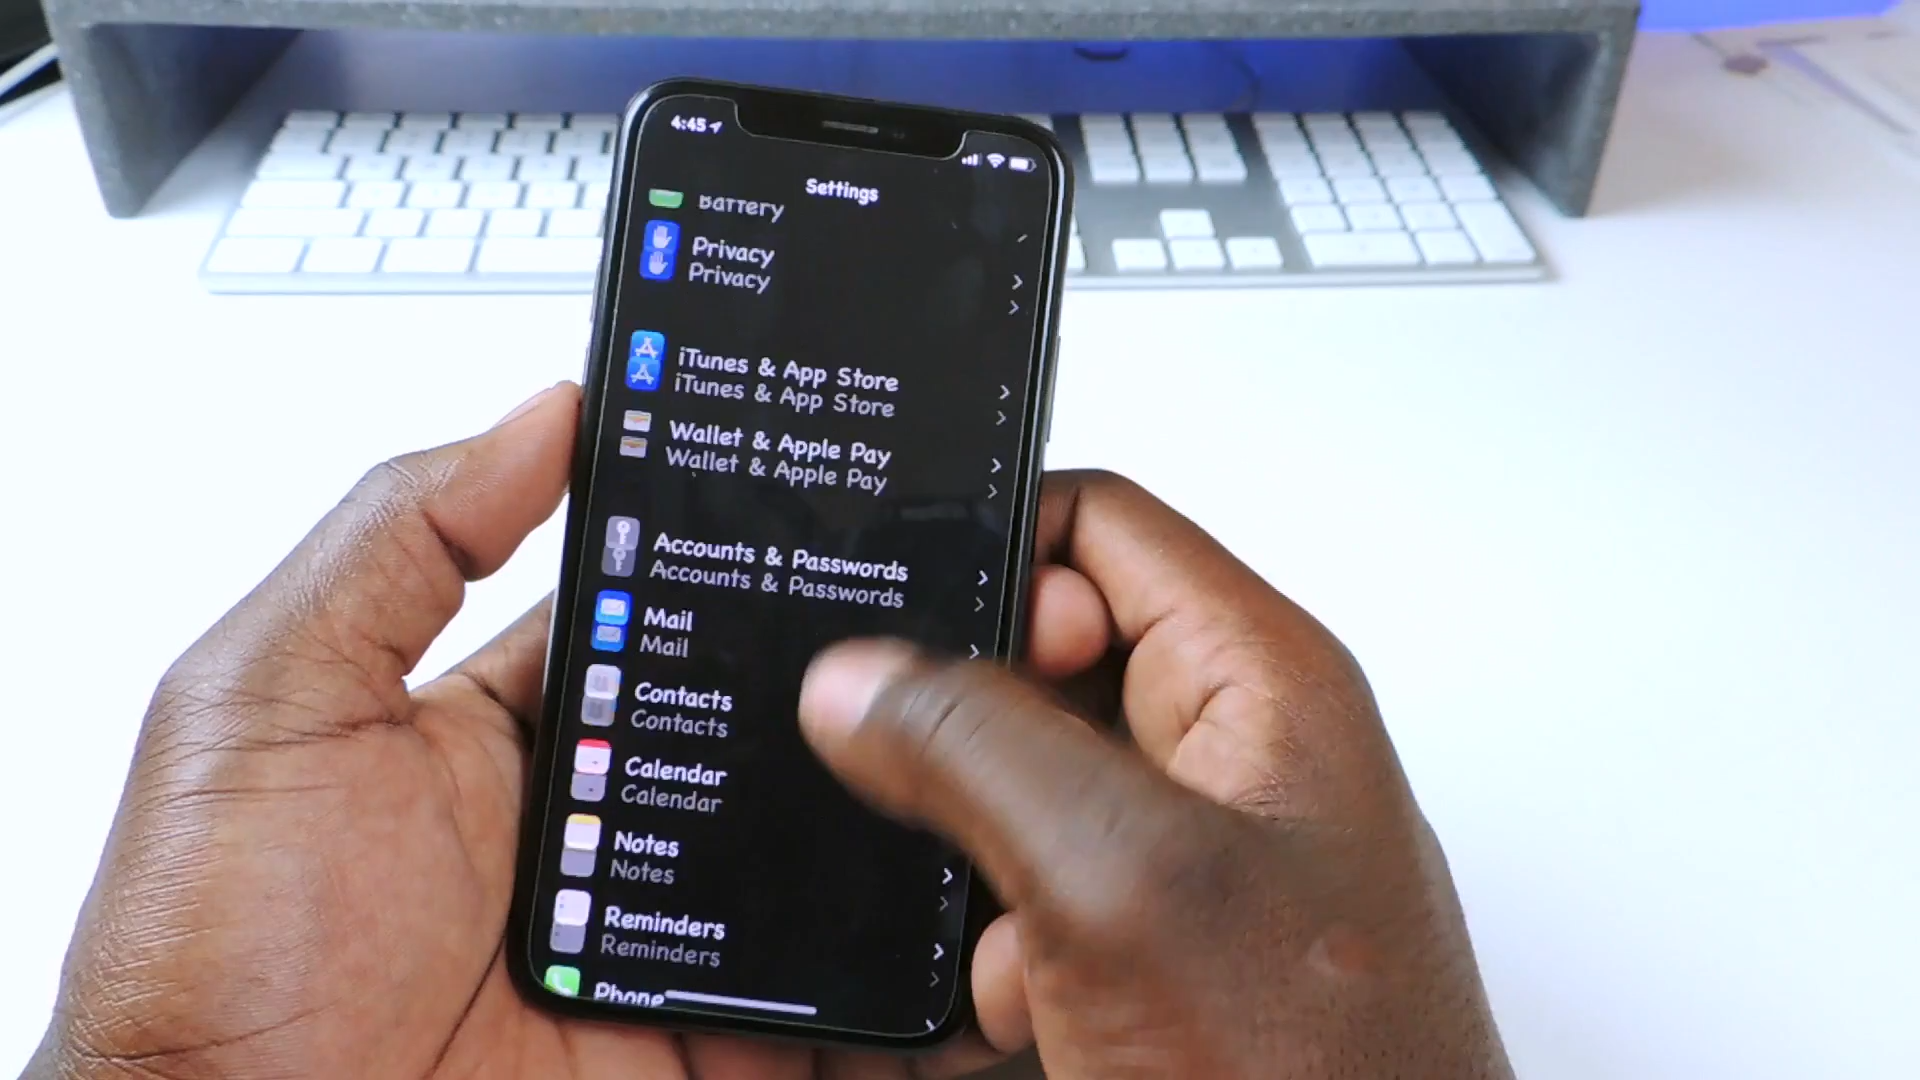 4:45
Settings
Battery
Privacy
Privacy
iTunes & App Store
iTunes & App Store
Wallet & Apple Pay
Wallet & Apple Pay
Accounts & Passwords
Accounts & Passwords
Mail
Mail
Contacts
Contacts
Calendar
Calendar
Notes
Notes
Reminders
Reminders
Phone